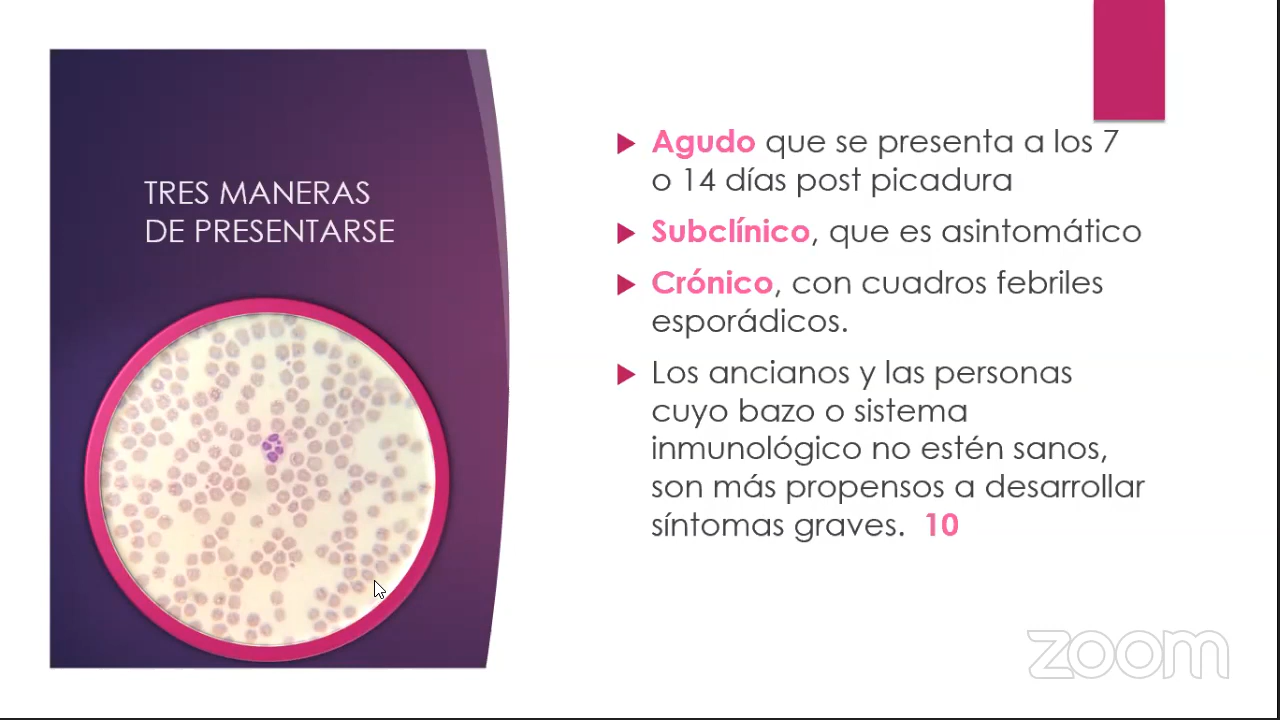 TRES MANERAS
DE PRESENTARSE
Agudo que se presenta a los 7
o 14 días post picadura
Subclínico, que es asintomático
Crónico, con cuadros febriles
esporádicos.
Los ancianos y las personas
cuyo bazo o sistema
inmunológico no estén sanos,
son más propensos a desarrollar
síntomas graves. 10
zoom